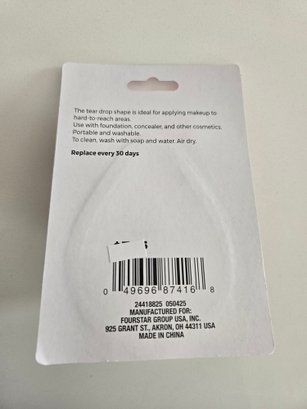 The tear drop shape is ideal for applying makeup to
hard-to-reach areas.
Use with foundation, concealer, and other cosmetics.
Portable and washable.
To clean, wash with soap and water. Air dry.
Replace every 30 days
0 49696 87416 8
24418825 050425
MANUFACTURED FOR:
FOURSTAR GROUP USA, INC.
925 GRANT ST., AKRON, OH 44311 USA
MADE IN CHINA